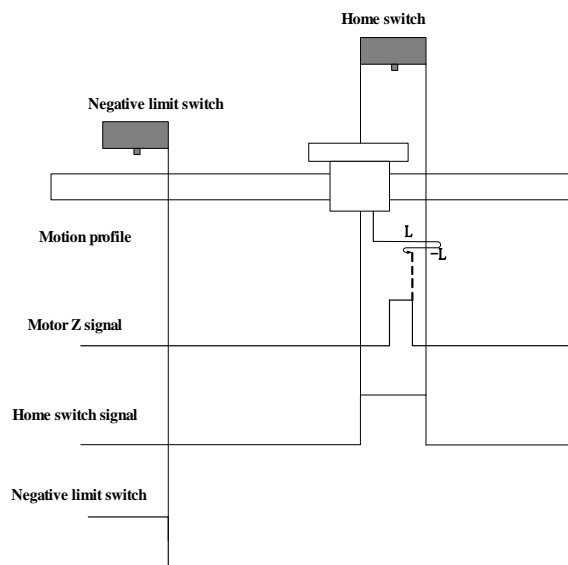 Home switch
Negative limit switch
Motion profile
L
-L
Motor Z signal
Home switch signal
Negative limit switch